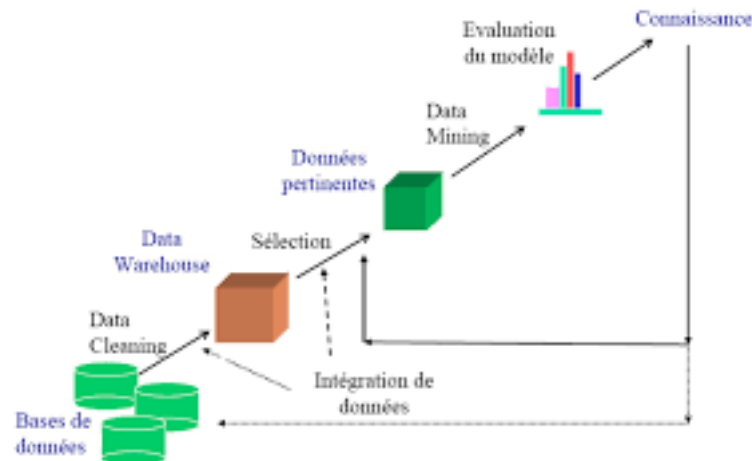 Connaissance
Evaluation
du modèle
Data
Mining
Données
pertinentes
Sélection
Data
Warehouse
Data
Cleaning
Intégration de
données
Bases de
données